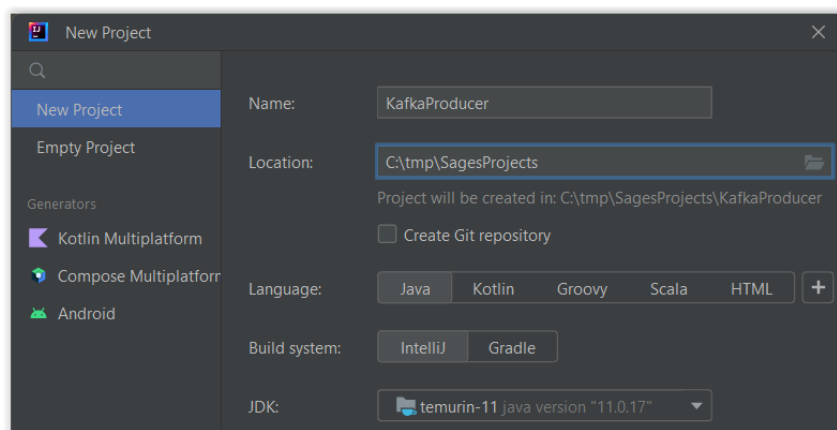 New Project
New Project
Empty Project
Generators
Kotlin Multiplatform
Compose Multiplatforr
Android
Name: KafkaProducer
Location: C:\tmp\SagesProjects
Project will be created in: C:\tmp\SagesProjects\KafkaProducer
Create Git repository
Language: Java Kotlin Groovy Scala HTML +
Build system: IntelliJ Gradle
JDK: temurin-11 java version "11.0.17"